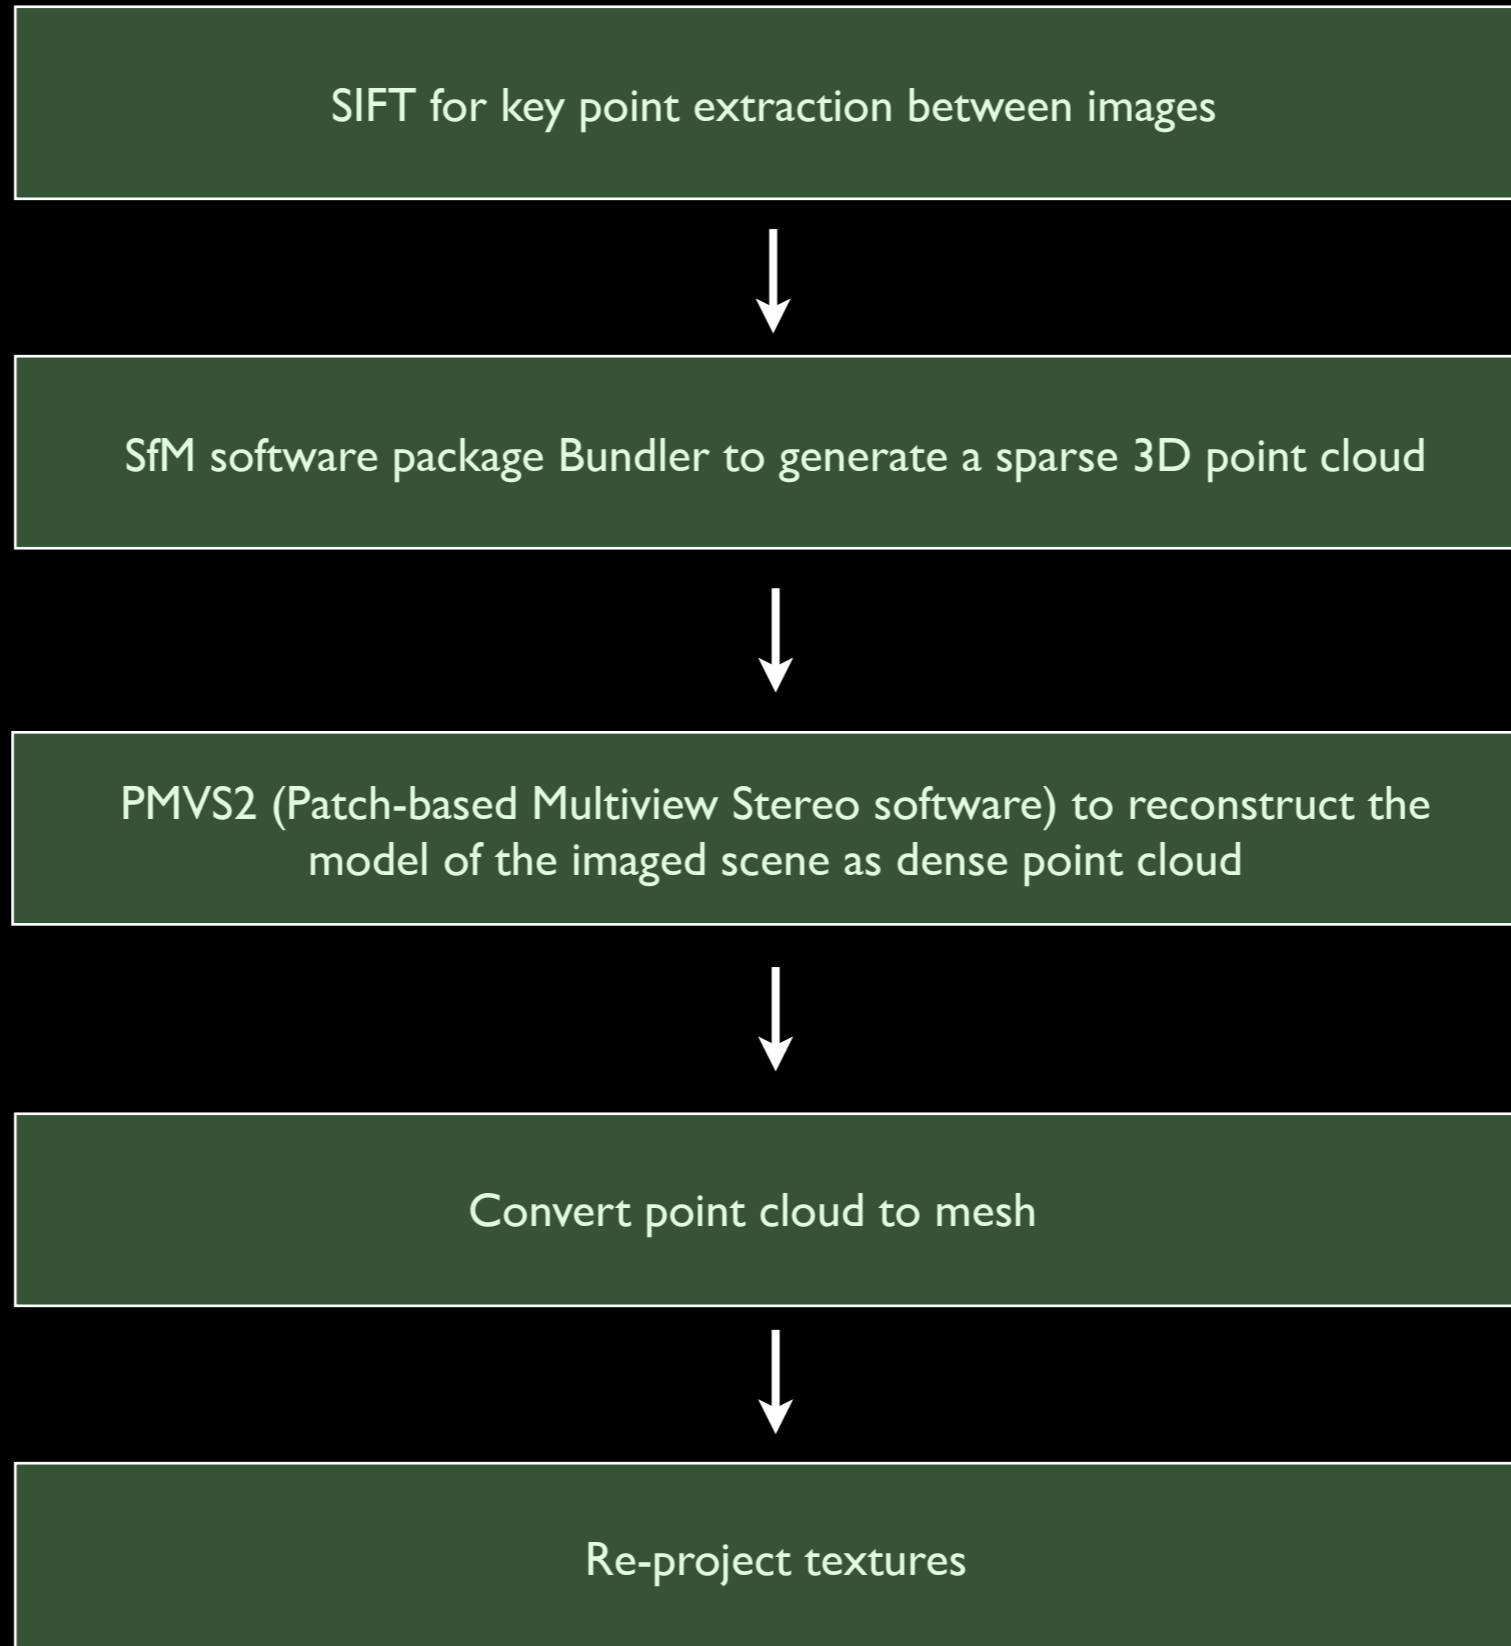 SIFT for key point extraction between images
SfM software package Bundler to generate a sparse 3D point cloud
PMVS2 (Patch-based Multiview Stereo software) to reconstruct the
model of the imaged scene as dense point cloud
Convert point cloud to mesh
Re-project textures